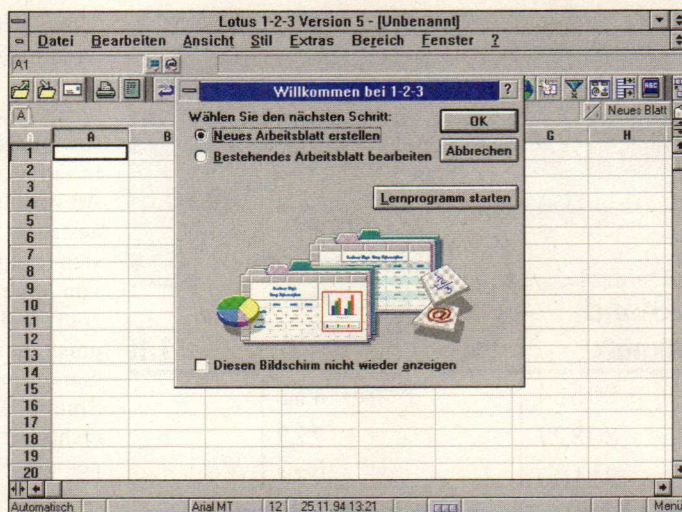 Lotus 1-2-3 Version 5 - [Unbenannt]
Datei Bearbeiten Ansicht Stil Extras Bereich Fenster ?
A1
Willkommen bei 1-2-3 ?
Neues Blatt
A
Wählen Sie den nächsten Schritt:
OK
Neues Arbeitsblatt erstellen
Bestehendes Arbeitsblatt bearbeiten
Abbrechen
Lernprogramm starten
Diesen Bildschirm nicht wieder anzeigen
A A B G H
1
2
3
4
5
6
7
8
9
10
11
12
13
14
15
16
17
18
19
20
Automatisch Arial MT 12 25.11.94 13:21 Menü